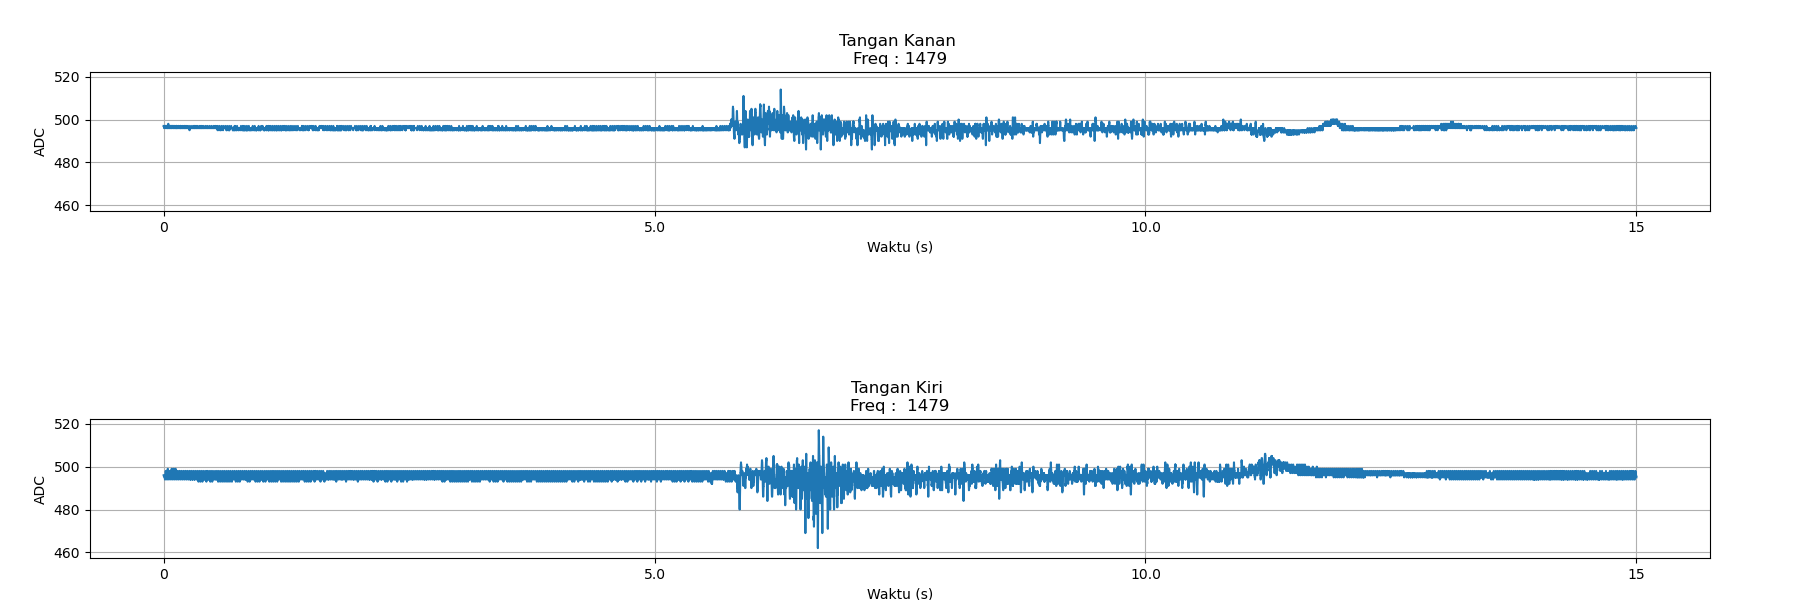 Tangan Kanan
Freq : 1479
520
500
480
460
ADC
0 5.0 10.0 15
Waktu (s)
Tangan Kiri
Freq :  1479
520
500
480
460
ADC
0 5.0 10.0 15
Waktu (s)